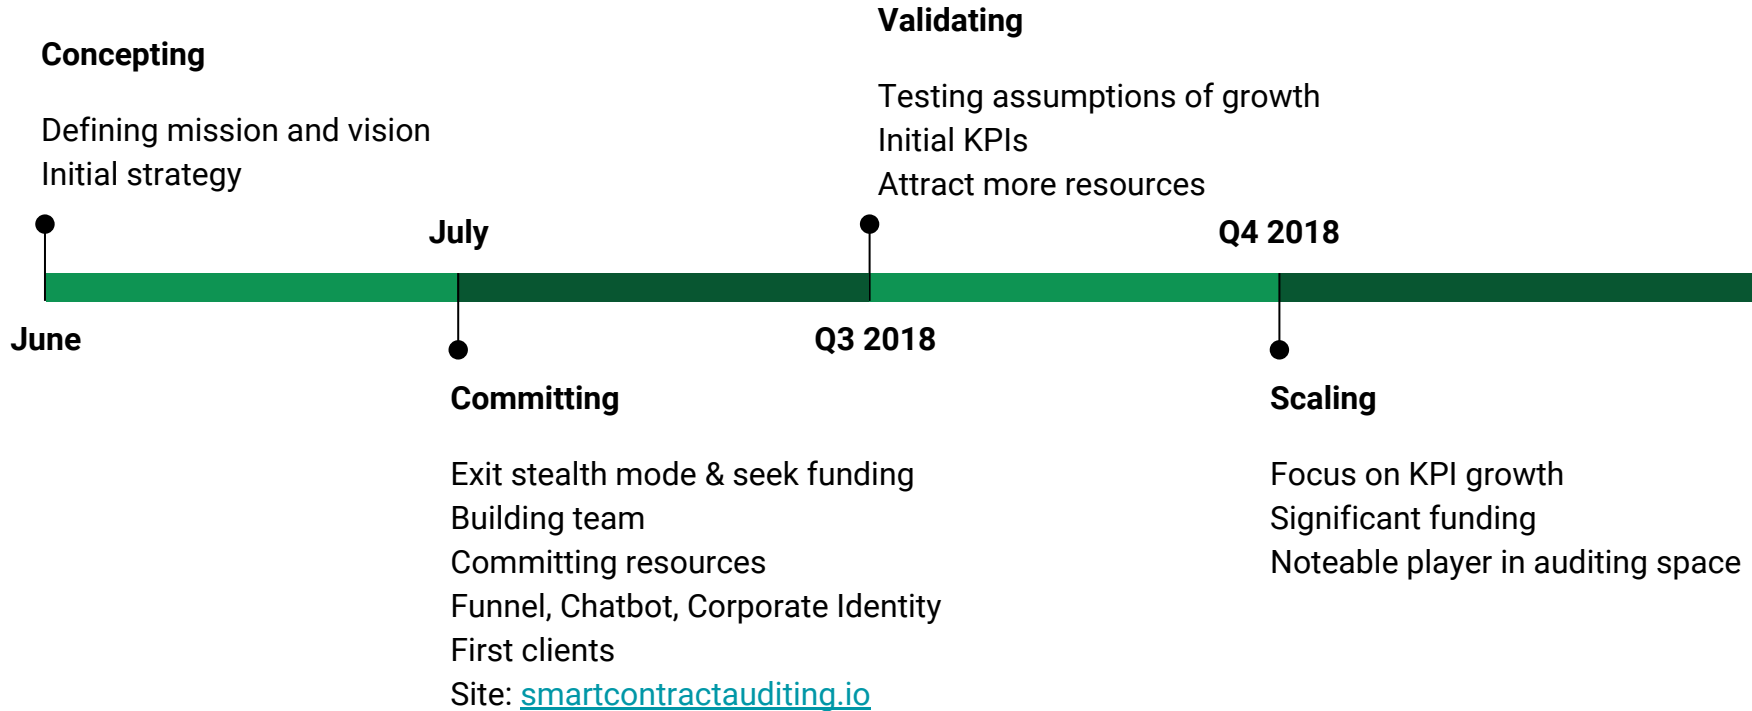 Concepting
Defining mission and vision
Initial strategy
June
July
Committing
Exit stealth mode & seek funding
Building team
Committing resources
Funnel, Chatbot, Corporate Identity
First clients
Site: smartcontractauditing.io
Validating
Testing assumptions of growth
Initial KPIs
Attract more resources
Q3 2018
Q4 2018
Scaling
Focus on KPI growth
Significant funding
Noteable player in auditing space